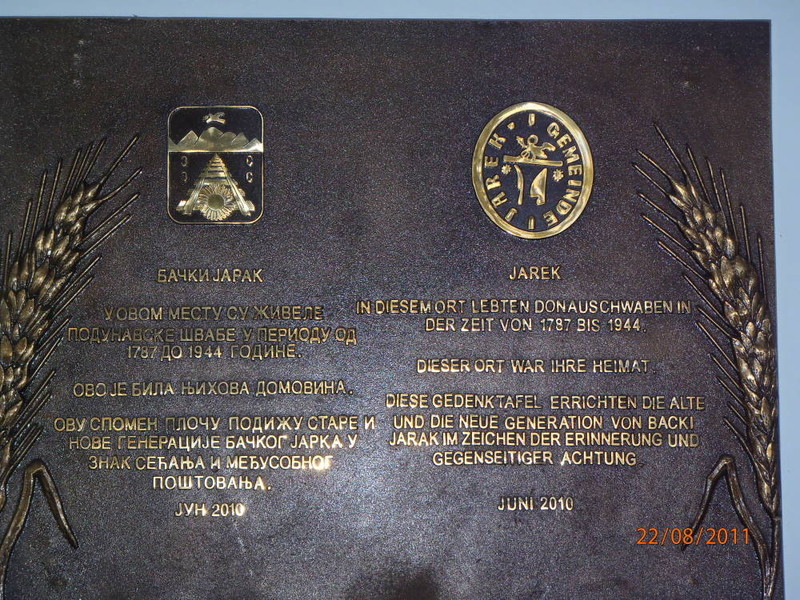 JAREK · GEMEINDE
С С
С С
БАЧКИ ЈАРАК
У ОВОМ МЕСТУ СУ ЖИВЕЛЕ
ПОДУНАВСКЕ ШВАБЕ У ПЕРИОДУ ОД
1787 ДО 1944 ГОДИНЕ.
ОВО ЈЕ БИЛА ЊИХОВА ДОМОВИНА.
ОВУ СПОМЕН ПЛОЧУ ПОДИЖУ СТАРЕ И
НОВЕ ГЕНЕРАЦИЈЕ БАЧКОГ ЈАРКА У
ЗНАК СЕЋАЊА И МЕЂУСОБНОГ
ПОШТОВАЊА.
ЈУН 2010
JAREK
IN DIESEM ORT LEBTEN DONAUSCHWABEN IN
DER ZEIT VON 1787 BIS 1944.
DIESER ORT WAR IHRE HEIMAT.
DIESE GEDENKTAFEL ERRICHTEN DIE ALTE
UND DIE NEUE GENERATION VON BACKI
JARAK IM ZEICHEN DER ERINNERUNG UND
GEGENSEITIGER ACHTUNG.
JUNI 2010
22/08/2011